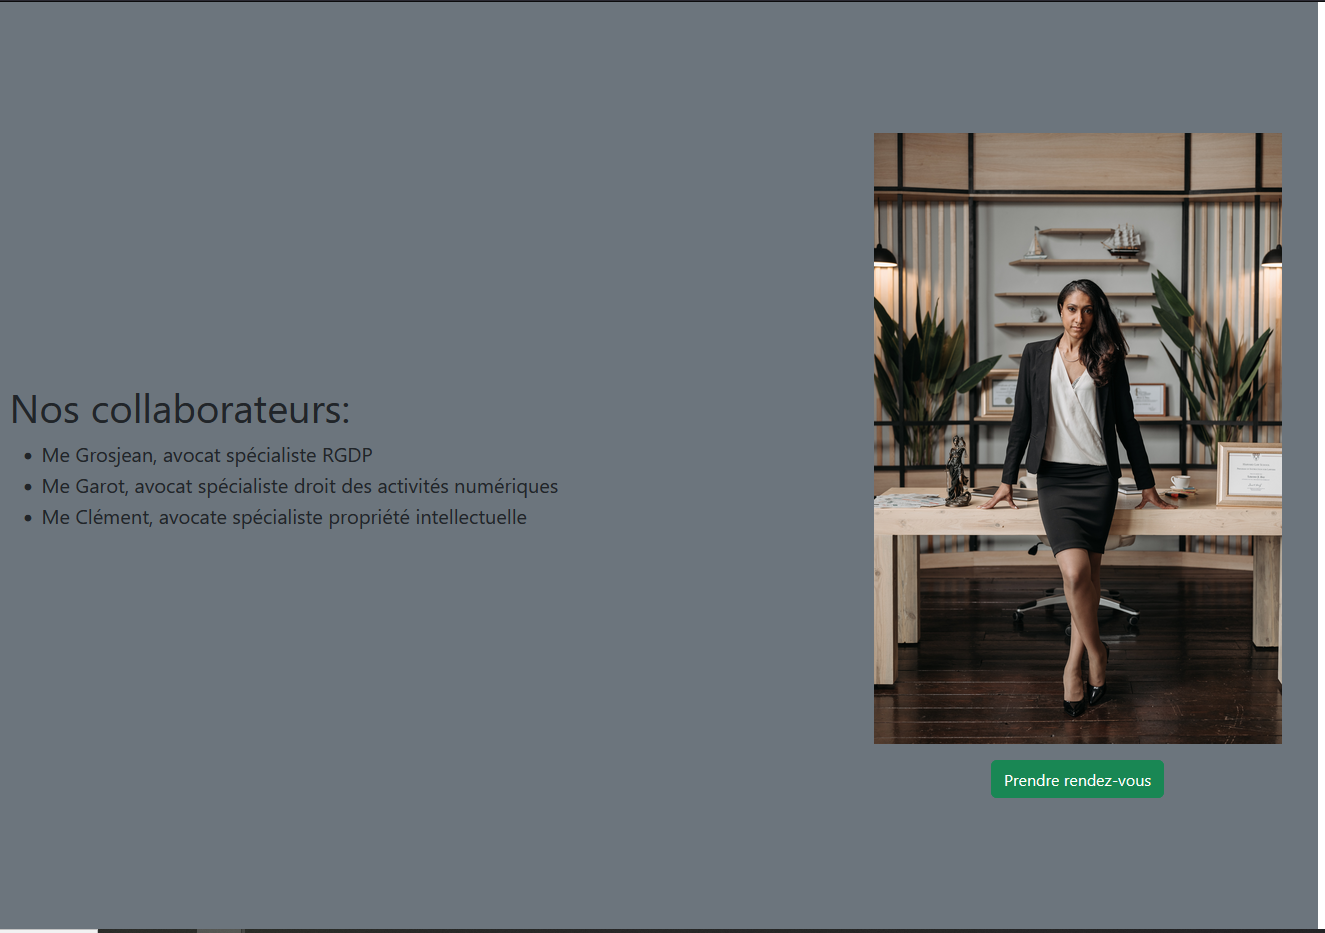 Nos collaborateurs:
Me Grosjean, avocat spécialiste RGDP
Me Garot, avocat spécialiste droit des activités numériques
Me Clément, avocate spécialiste propriété intellectuelle
Prendre rendez-vous